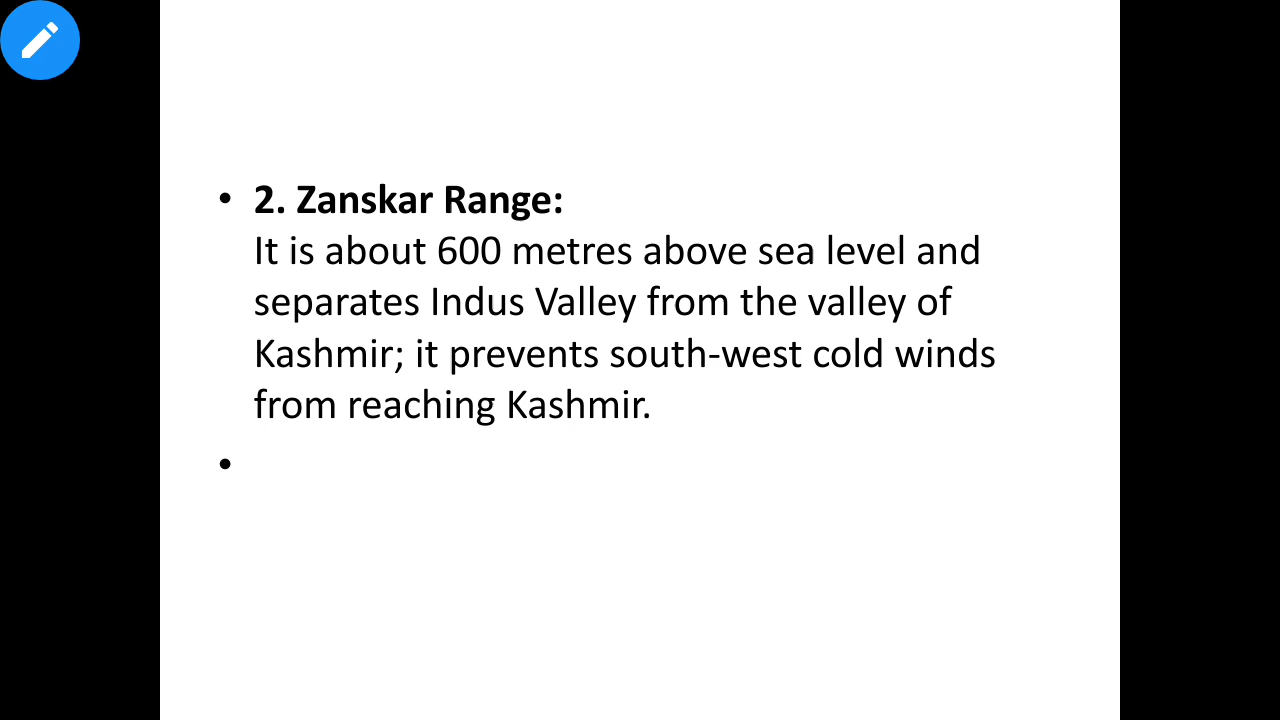 • 2. Zanskar Range:
It is about 600 metres above sea level and
separates Indus Valley from the valley of
Kashmir; it prevents south-west cold winds
from reaching Kashmir.
•